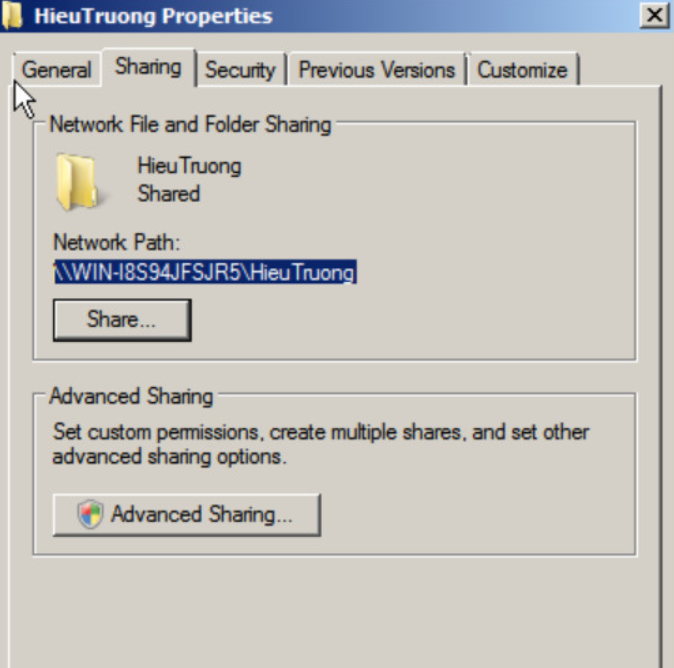 HieuTruong Properties
General Sharing Security Previous Versions Customize
Network File and Folder Sharing
HieuTruong
Shared
Network Path:
\\WIN-I8S94JFSJR5\HieuTruong
Share...
Advanced Sharing
Set custom permissions, create multiple shares, and set other
advanced sharing options.
Advanced Sharing...